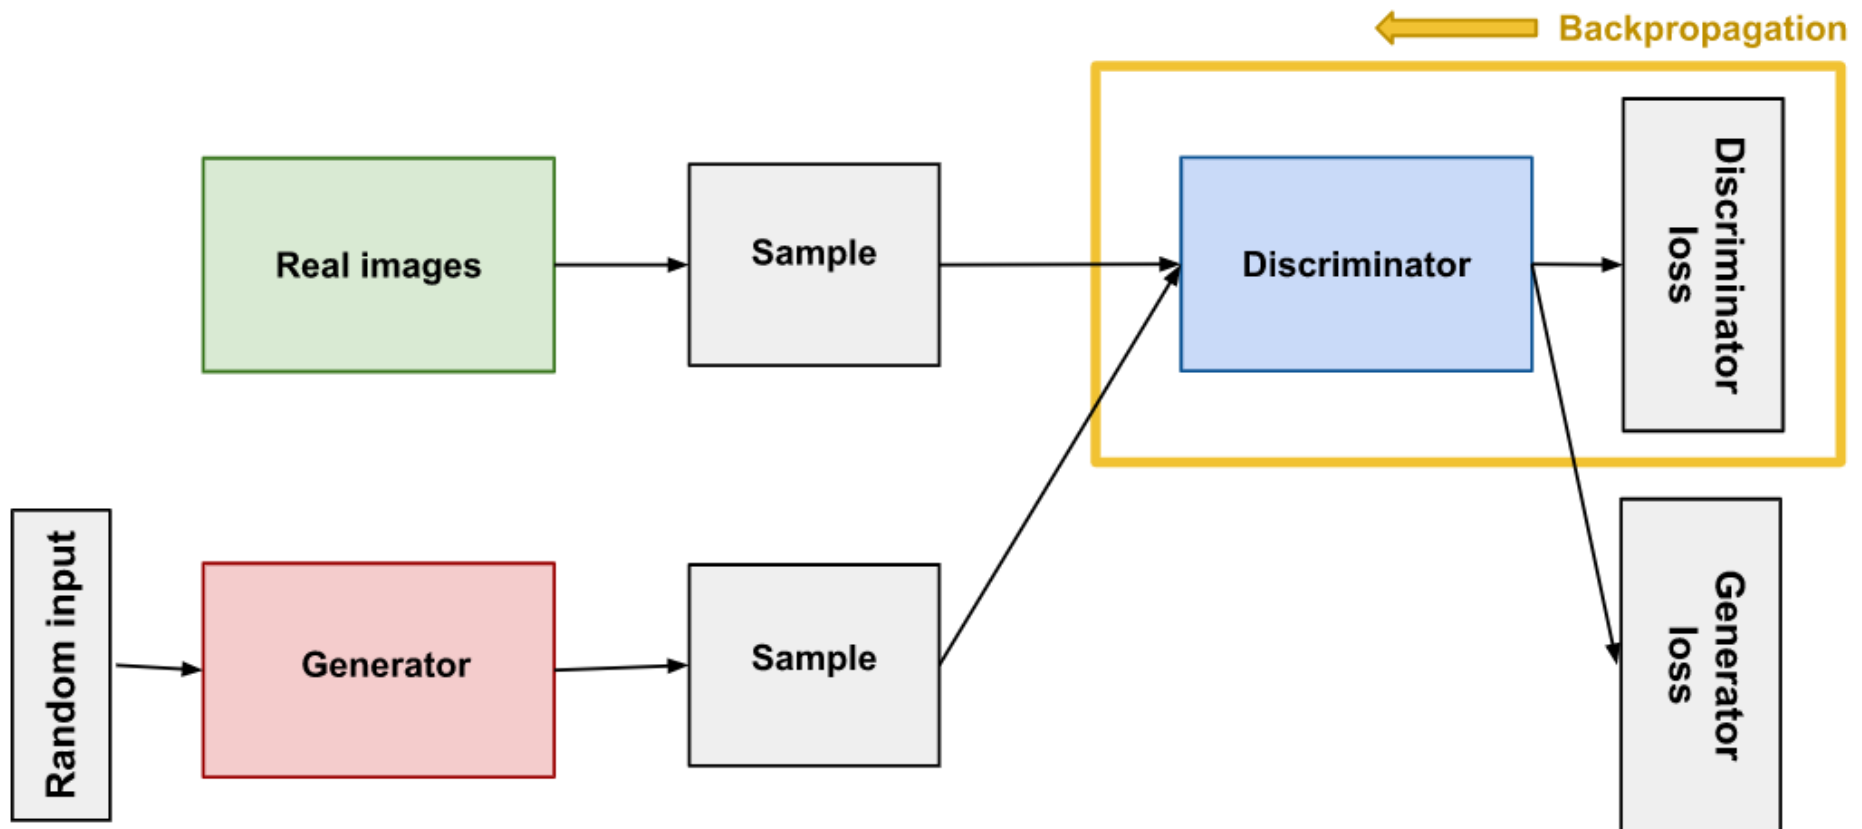 Backpropagation
Real images
Sample
Discriminator
Discriminator
loss
Random input
Generator
Sample
Generator
loss